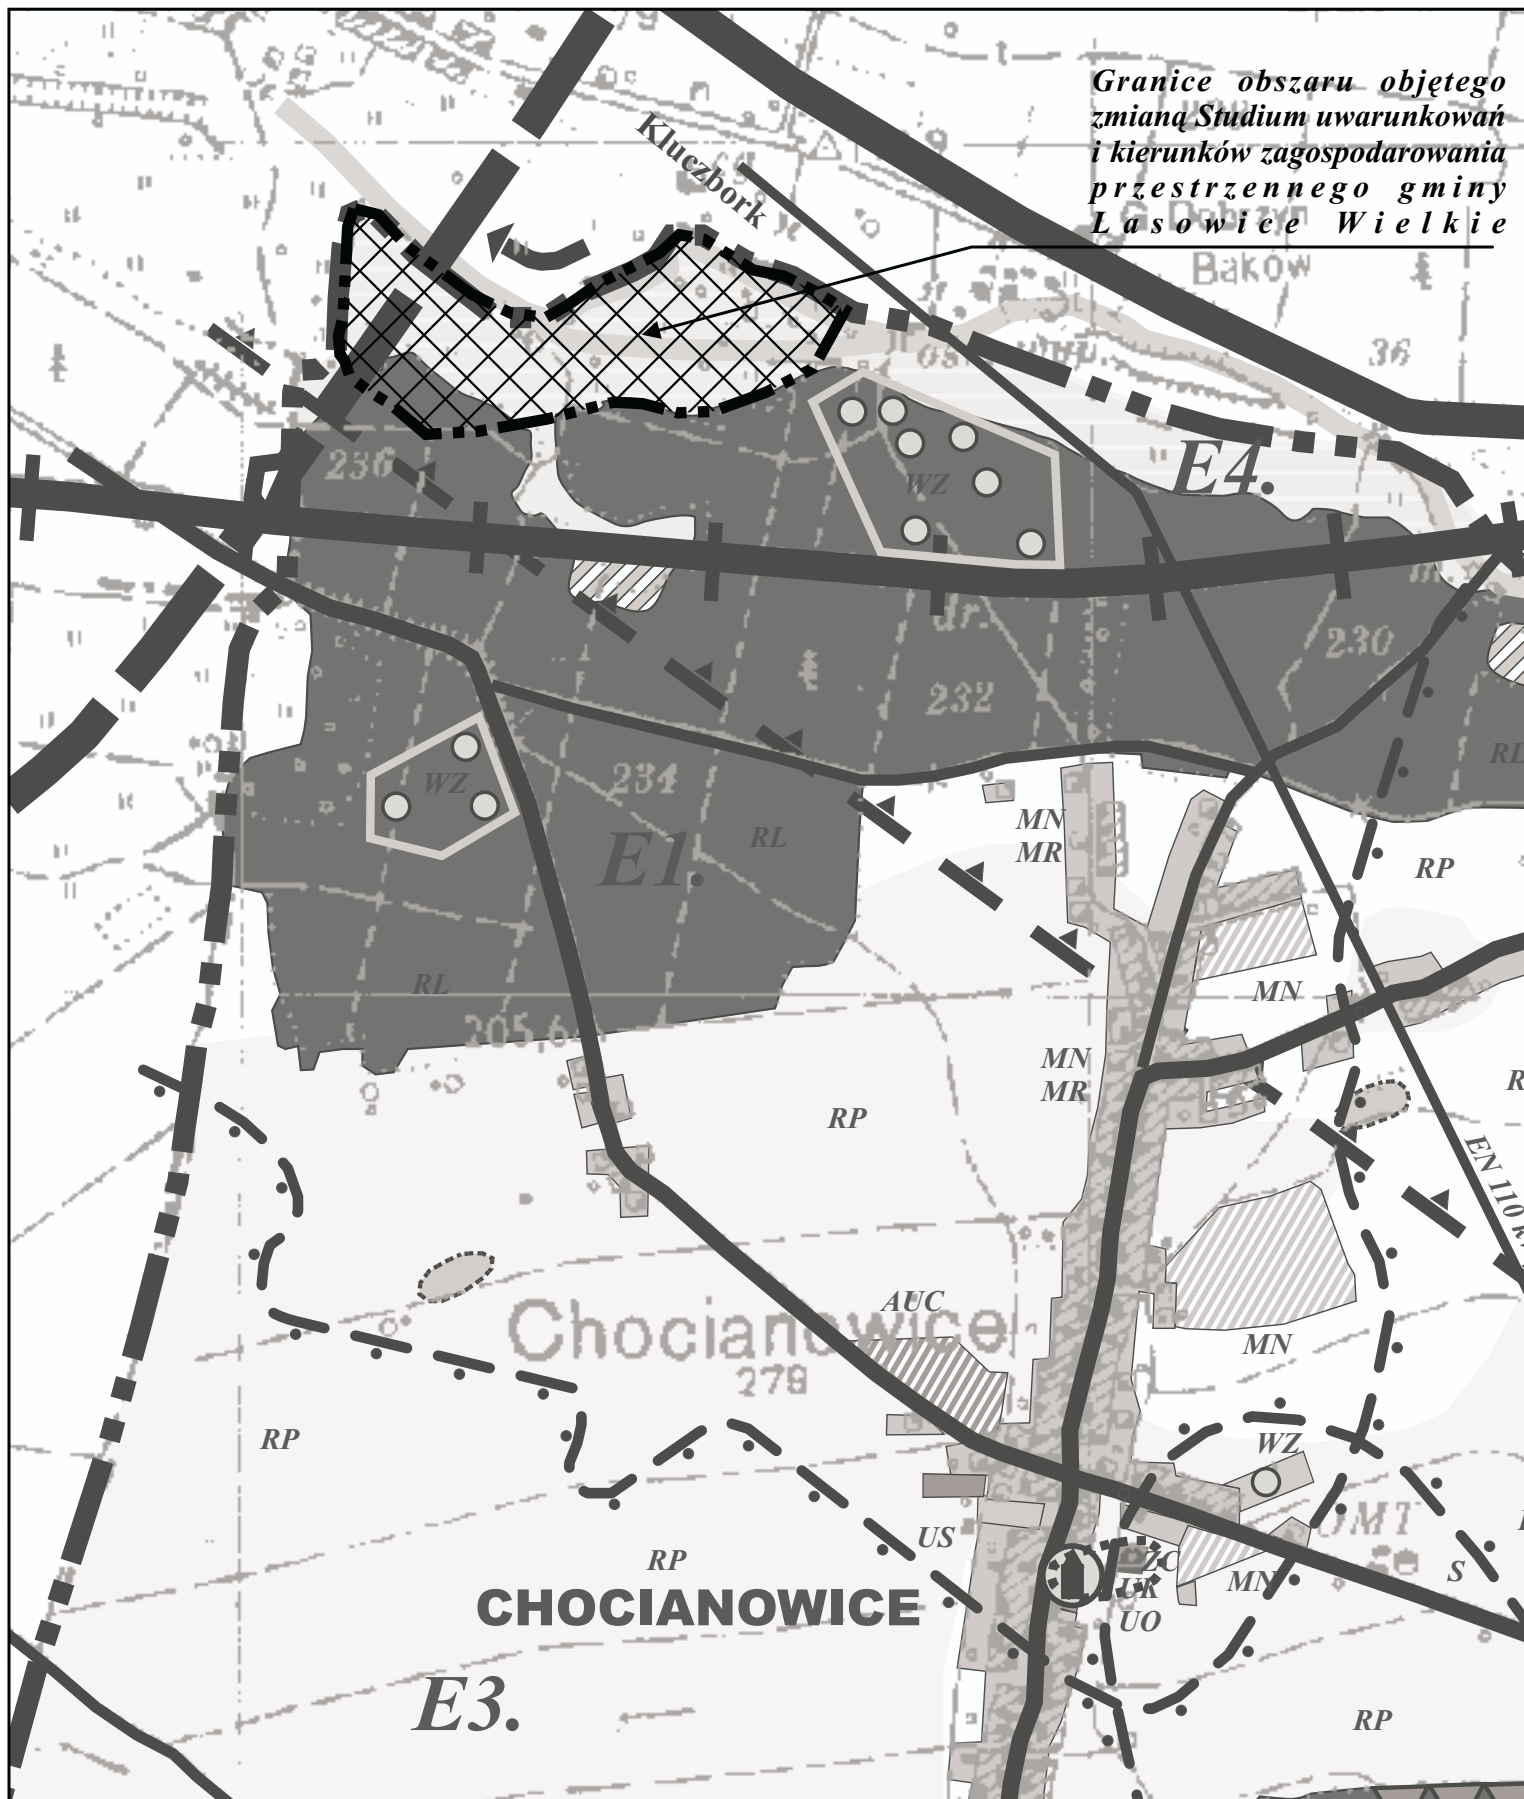 Granice obszaru objętego
zmianą Studium uwarunkowań
i kierunków zagospodarowania
przestrzennego gminy
Lasowice Wielkie
Kluczbork
Bąków
36
E4.
236
WZ
230
232
RL
WZ
234
E1.
RL
MN
MR
RP
RL
MN
205,6
MN
MR
RP
EN 110
AUC
Chocianowice
279
MN
RP
WZ
US
RP
ZC
MN
S
UK
UO
CHOCIANOWICE
E3.
RP